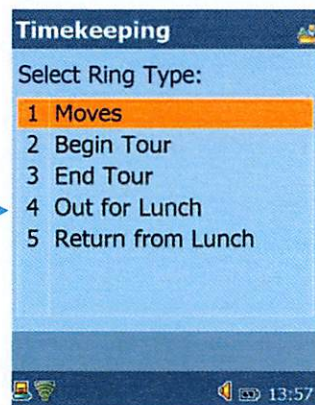 Timekeeping
Select Ring Type:
1 Moves
2 Begin Tour
3 End Tour
4 Out for Lunch
5 Return from Lunch
13:57